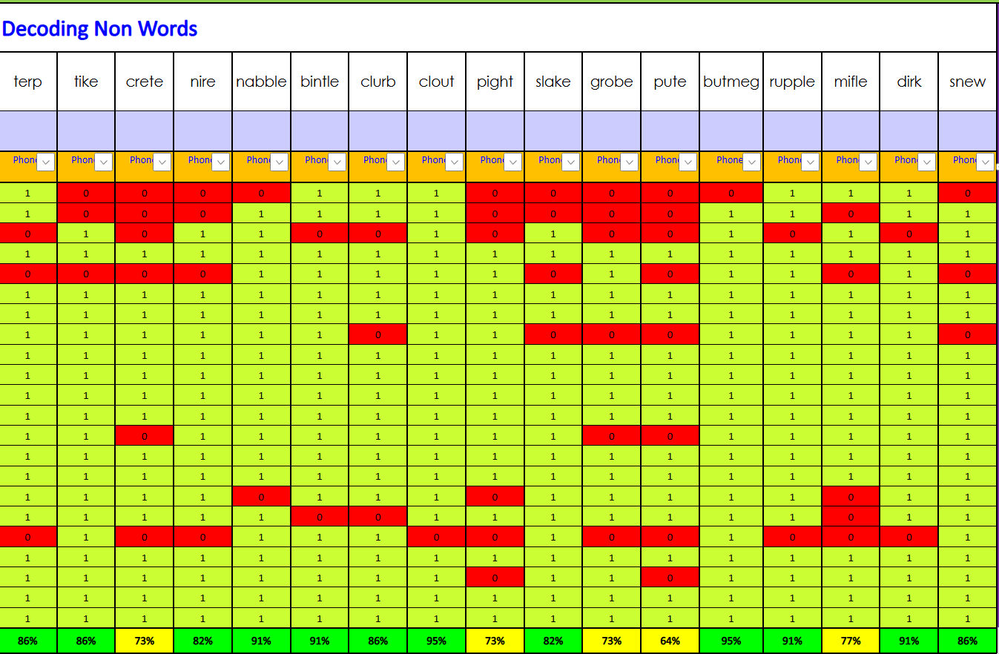 Decoding Non Words
terp tike crete nire nabble bintle clurb clout pight slake grobe pute butmeg rupple mifle dirk snew
Phon Phon Phon Phon Phon Phon Phon Phon Phon Phon Phon Phon Phone Phon Phon Phon Phon
1 0 0 0 0 1 1 1 0 0 0 0 0 1 1 1 0
1 0 0 0 1 1 1 1 0 0 0 0 1 1 0 1 1
0 1 0 1 1 0 0 1 0 1 0 0 1 0 1 0 1
1 1 1 1 1 1 1 1 1 1 1 1 1 1 1 1 1
0 0 0 0 1 1 1 1 1 0 1 0 1 1 0 1 0
1 1 1 1 1 1 1 1 1 1 1 1 1 1 1 1 1
1 1 1 1 1 1 1 1 1 1 1 1 1 1 1 1 1
1 1 1 1 1 1 0 1 1 0 0 0 1 1 1 1 0
1 1 1 1 1 1 1 1 1 1 1 1 1 1 1 1 1
1 1 1 1 1 1 1 1 1 1 1 1 1 1 1 1 1
1 1 1 1 1 1 1 1 1 1 1 1 1 1 1 1 1
1 1 1 1 1 1 1 1 1 1 1 1 1 1 1 1 1
1 1 0 1 1 1 1 1 1 1 0 0 1 1 1 1 1
1 1 1 1 1 1 1 1 1 1 1 1 1 1 1 1 1
1 1 1 1 1 1 1 1 1 1 1 1 1 1 1 1 1
1 1 1 1 0 1 1 1 0 1 1 1 1 1 0 1 1
1 1 1 1 1 0 0 1 1 1 1 1 1 1 0 1 1
0 1 0 0 1 1 1 0 0 1 0 0 1 0 0 0 1
1 1 1 1 1 1 1 1 1 1 1 1 1 1 1 1 1
1 1 1 1 1 1 1 1 0 1 1 0 1 1 1 1 1
1 1 1 1 1 1 1 1 1 1 1 1 1 1 1 1 1
1 1 1 1 1 1 1 1 1 1 1 1 1 1 1 1 1
86% 86% 73% 82% 91% 91% 86% 95% 73% 82% 73% 64% 95% 91% 77% 91% 86%